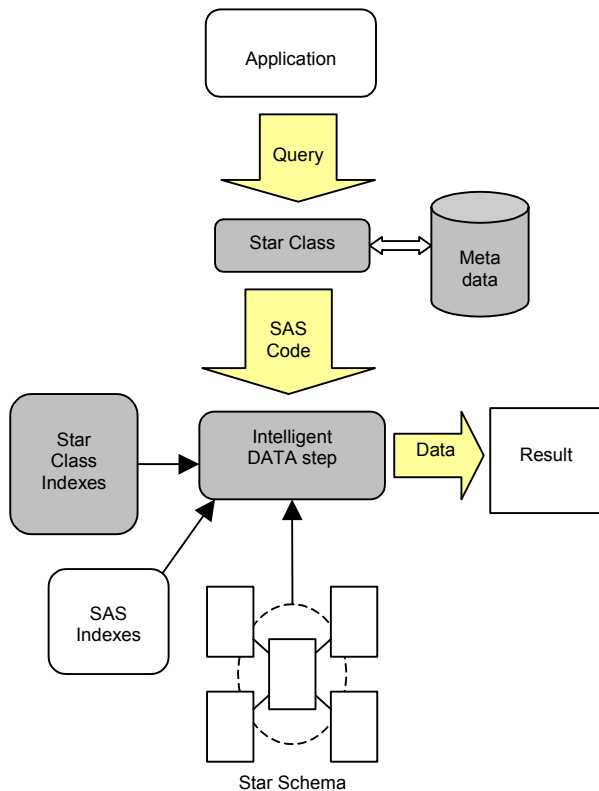 Application
Query
Star Class
Meta
data
SAS
Code
Star
Class
Indexes
Intelligent
DATA step
Data
Result
SAS
Indexes
Star Schema